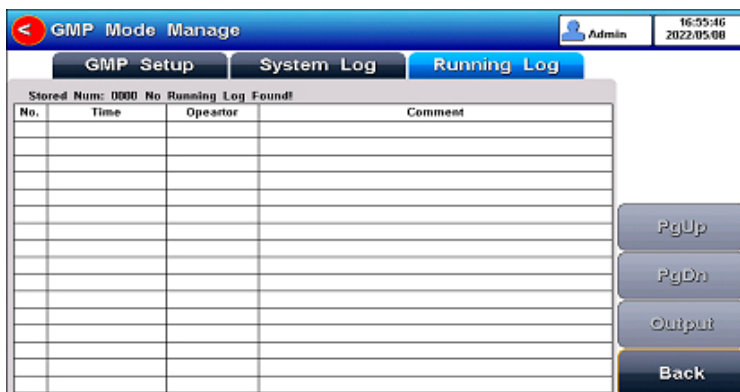 <
GMP Mode Manage
Admin
16:55:46
2022/05/08
GMP Setup
System Log
Running Log
Stored Num: 0000 No Running Log Found!
No. Time Opeartor Comment
PgUp
PgDn
Output
Back